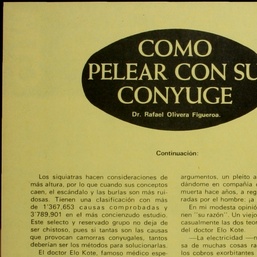 COMO
PELEAR CON SU
CONYUGE
Dr. Rafael Olivera Figueroa.
Continuación:
Los siquiatras hacen consideraciones de
más altura, por lo que cuando sus conceptos
caen, el escándalo y las burlas son más rui-
dosas. Tienen una clasificación con más
de 1'367,653 causas comprobadas y
3'789,901 en el más concienzudo estudio.
Este selecto y reservado grupo no deja de
ser chistoso, pues si tantas son las causas
que provocan camorras conyugales, tantos
deberían ser los métodos para solucionarlas.
El doctor Elo Kote, famoso médico espe-
argumentos, un pleito a
dándome en compañía d
muerta hace años, a reg
radas por el hombre: ¡a
En mi modesta opinió
nen "su razón". Un viejo
casualmente las dos teor
del doctor Elo Kote.
—La electricidad —n
sa de muchas cosas ra
los cobros exorbitantes